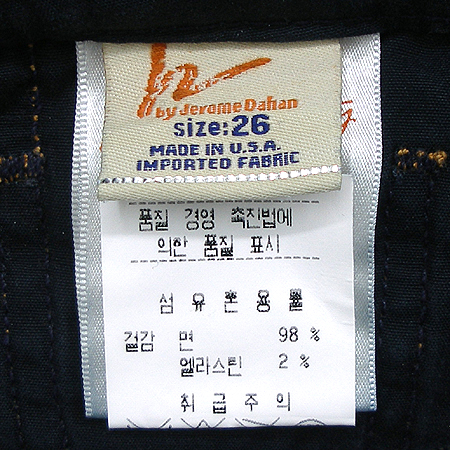 by Jerome Dahan
size: 26
MADE IN U.S.A.
IMPORTED FABRIC
품질 경영 촉진법에
의한 품질 표시
섬 유 혼 용 률
겉감 면 98 %
엘라스틴 2 %
취 급 주 의